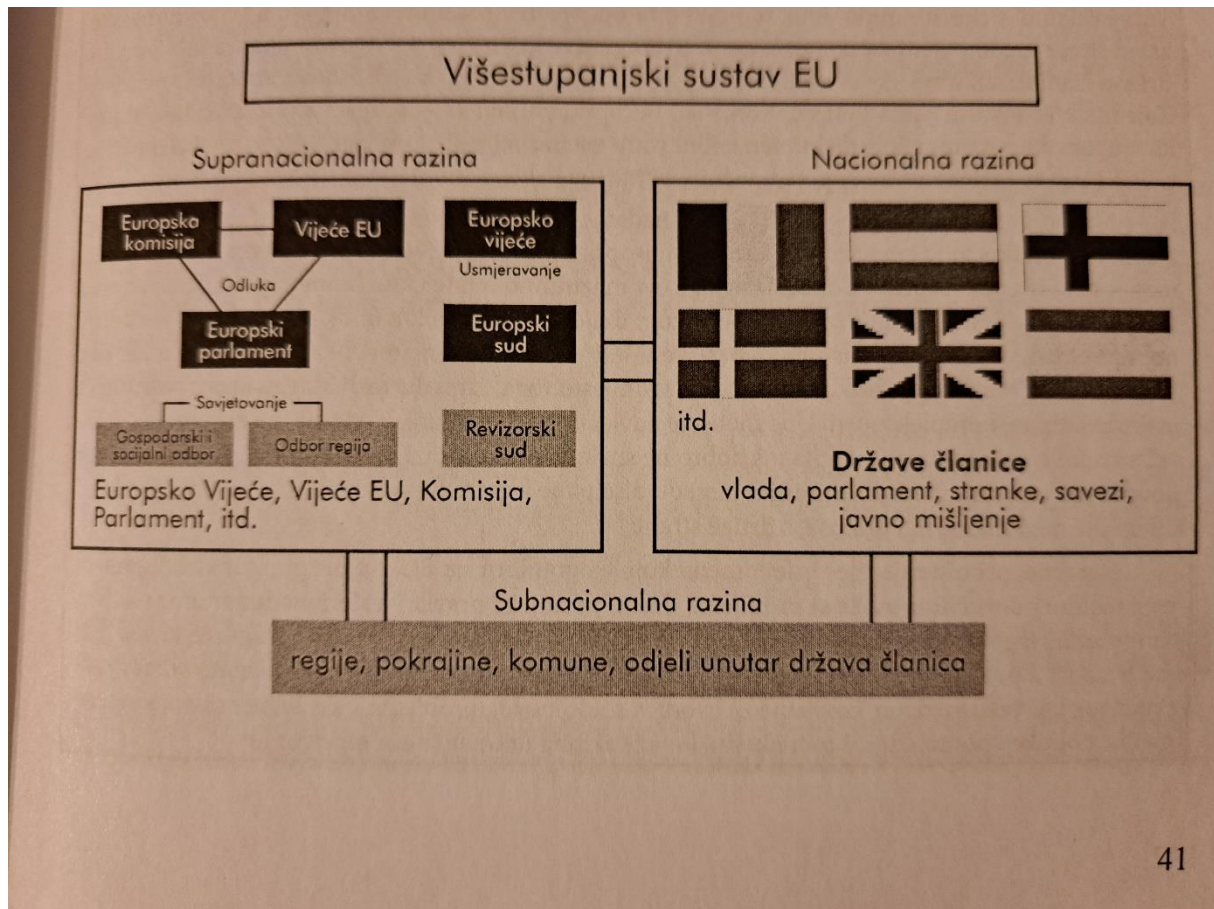 Višestupanjski sustav EU
Supranacionalna razina
Europska
komisija
Vijeće EU
Europsko
vijeće
Usmjeravanje
Odluka
Europski
parlament
Europski
sud
Savjetovanje
Gospodarski i
socijalni odbor
Odbor regija
Revizorski
sud
Europsko Vijeće, Vijeće EU, Komisija,
Parlament, itd.
Nacionalna razina
itd.
Države članice
vlada, parlament, stranke, savezi,
javno mišljenje
Subnacionalna razina
regije, pokrajine, komune, odjeli unutar država članica
41